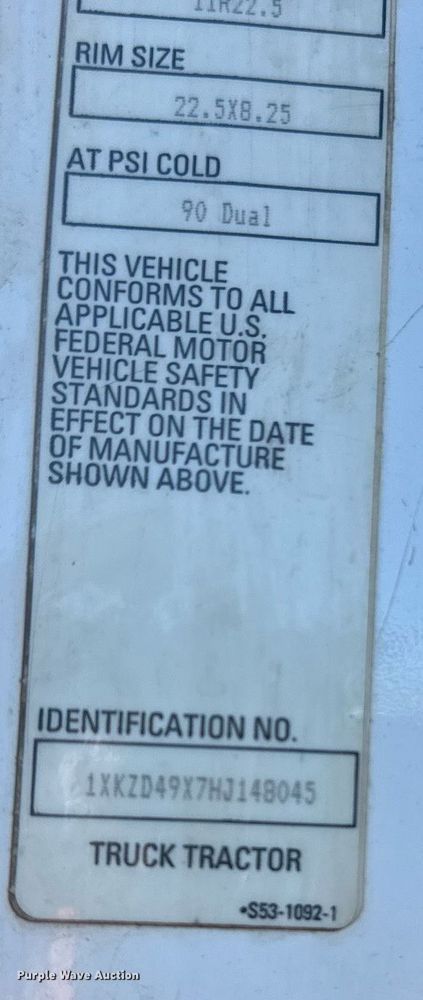 11R22.5
RIM SIZE
22.5X8.25
AT PSI COLD
90 Dual
THIS VEHICLE
CONFORMS TO ALL
APPLICABLE U.S.
FEDERAL MOTOR
VEHICLE SAFETY
STANDARDS IN
EFFECT ON THE DATE
OF MANUFACTURE
SHOWN ABOVE.
IDENTIFICATION NO.
1XKZD49X7HJ148045
TRUCK TRACTOR
•S53-1092-1
Purple Wave Auction